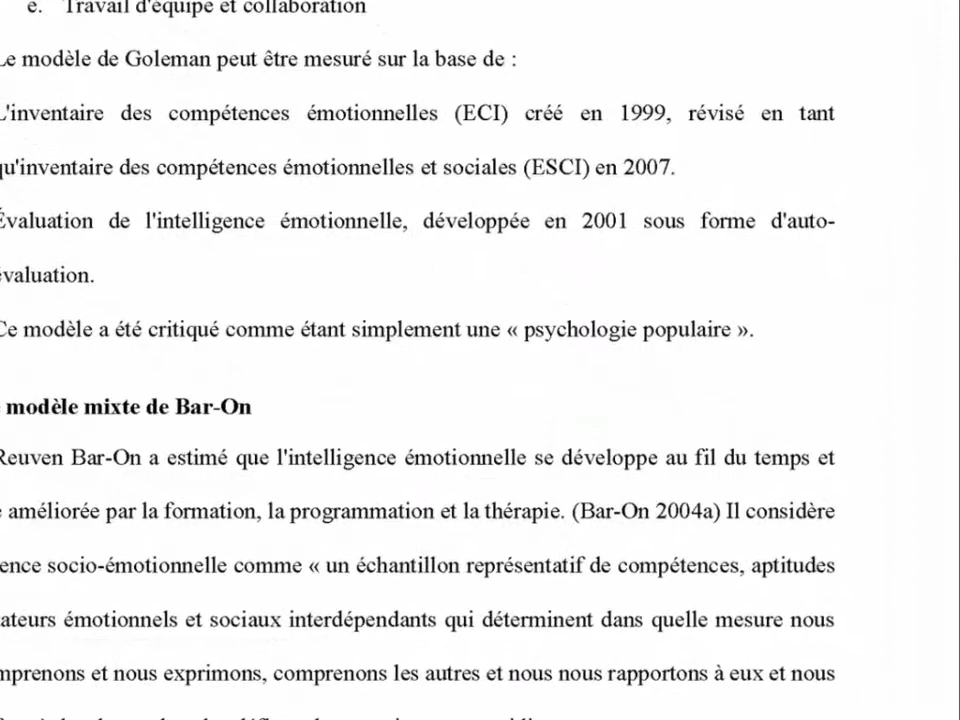 e. Travail d'équipe et collaboration
Le modèle de Goleman peut être mesuré sur la base de :
L'inventaire des compétences émotionnelles (ECI) créé en 1999, révisé en tant
qu'inventaire des compétences émotionnelles et sociales (ESCI) en 2007.
Évaluation de l'intelligence émotionnelle, développée en 2001 sous forme d'auto-
évaluation.
Ce modèle a été critiqué comme étant simplement une « psychologie populaire ».
modèle mixte de Bar-On
Reuven Bar-On a estimé que l'intelligence émotionnelle se développe au fil du temps et
améliorée par la formation, la programmation et la thérapie. (Bar-On 2004a) Il considère
socio-émotionnelle comme « un échantillon représentatif de compétences, aptitudes
émotionnels et sociaux interdépendants qui déterminent dans quelle mesure nous
et nous exprimons, comprenons les autres et nous nous rapportons à eux et nous